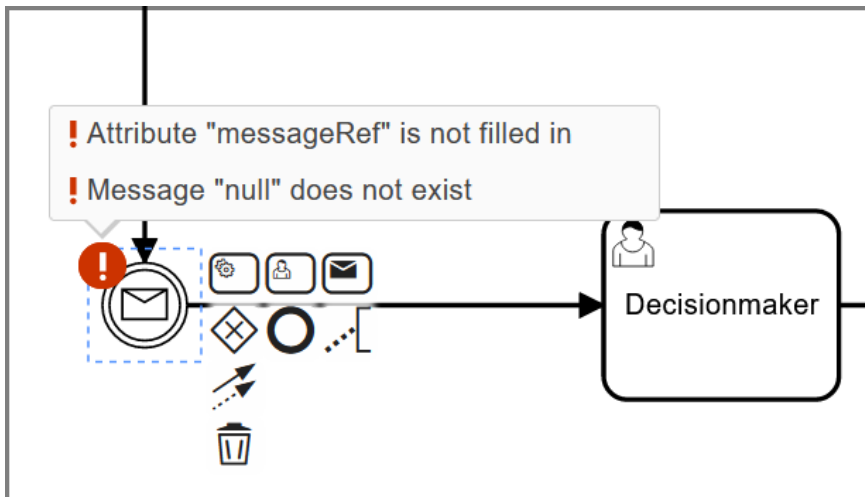 ! Attribute "messageRef" is not filled in
! Message "null" does not exist
!
Decisionmaker